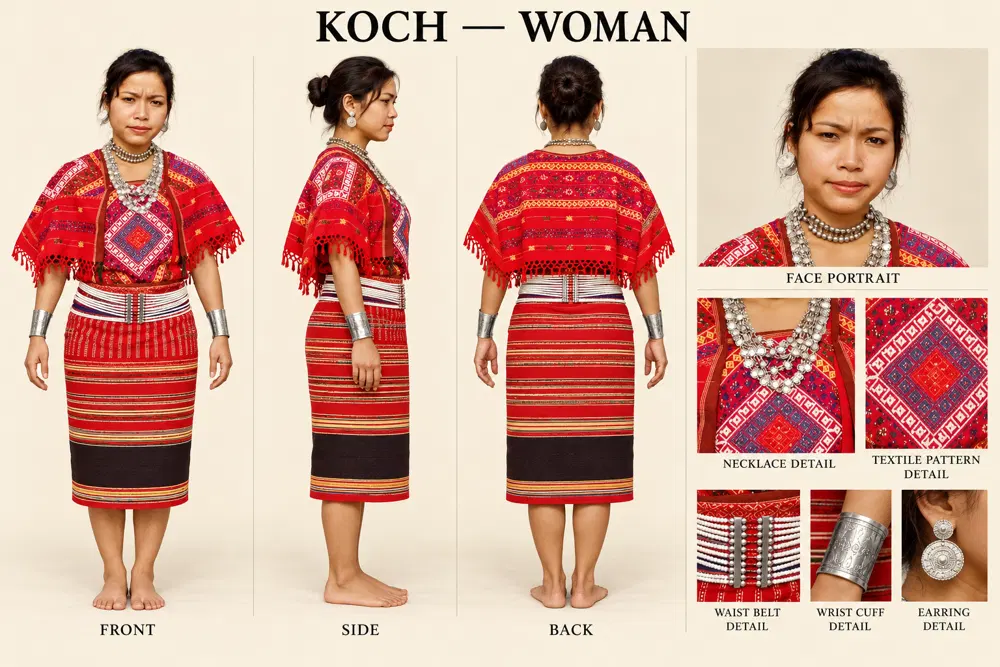 KOCH — WOMAN
FACE PORTRAIT
NECKLACE DETAIL
TEXTILE PATTERN
DETAIL
WAIST BELT
DETAIL
WRIST CUFF
DETAIL
EARRING
DETAIL
FRONT
SIDE
BACK